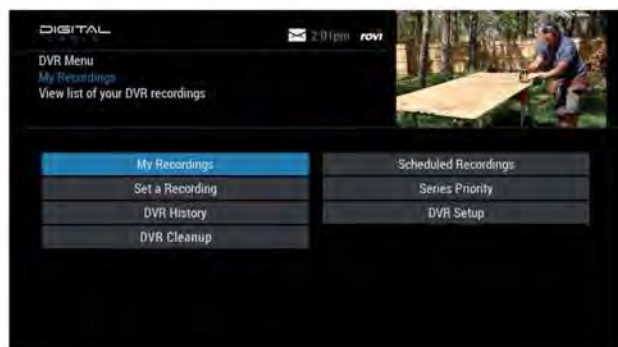 DIGITAL
2:01pm rovi
DVR Menu
My Recordings
View list of your DVR recordings
My Recordings
Scheduled Recordings
Set a Recording
Series Priority
DVR History
DVR Setup
DVR Cleanup